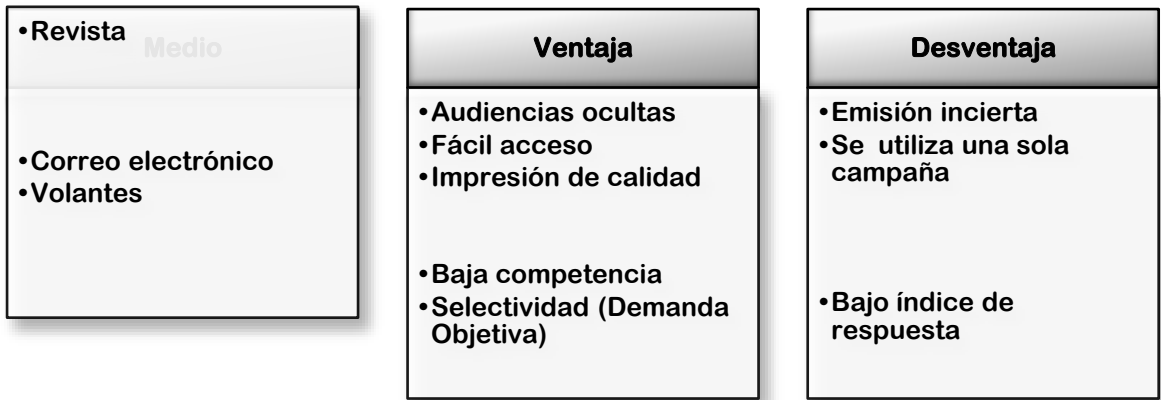 •Revista
Medio
•Correo electrónico
•Volantes
Ventaja
•Audiencias ocultas
•Fácil acceso
•Impresión de calidad
•Baja competencia
•Selectividad (Demanda
Objetiva)
Desventaja
•Emisión incierta
•Se utiliza una sola
campaña
•Bajo índice de
respuesta